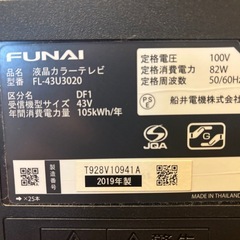 FUNAI
品名 液晶カラーテレビ
形名 FL-43U3020
区分名 DF1
受信機型サイズ 43V
年間消費電力量 105kWh/年
定格電圧 100V
定格消費電力 82W
定格周波数 50/60Hz
船井電機株式会社
JQA
G
製造番号
T928V10941A
2019年製
MADE IN THAILAND
→ ×25本